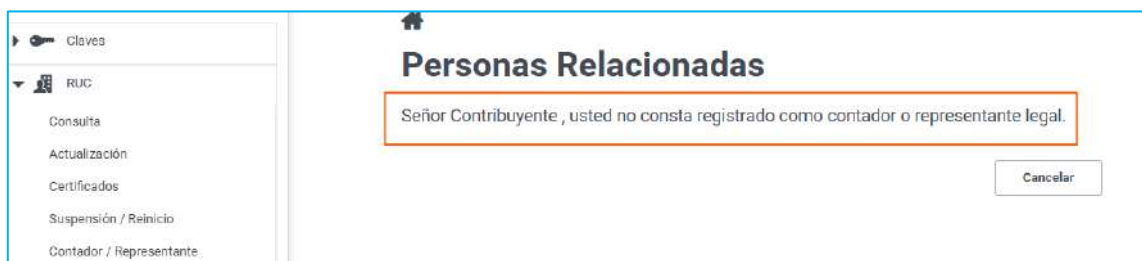 Claves
RUC
Consulta
Actualización
Certificados
Suspensión / Reinicio
Contador / Representante
Personas Relacionadas
Señor Contribuyente , usted no consta registrado como contador o representante legal.
Cancelar